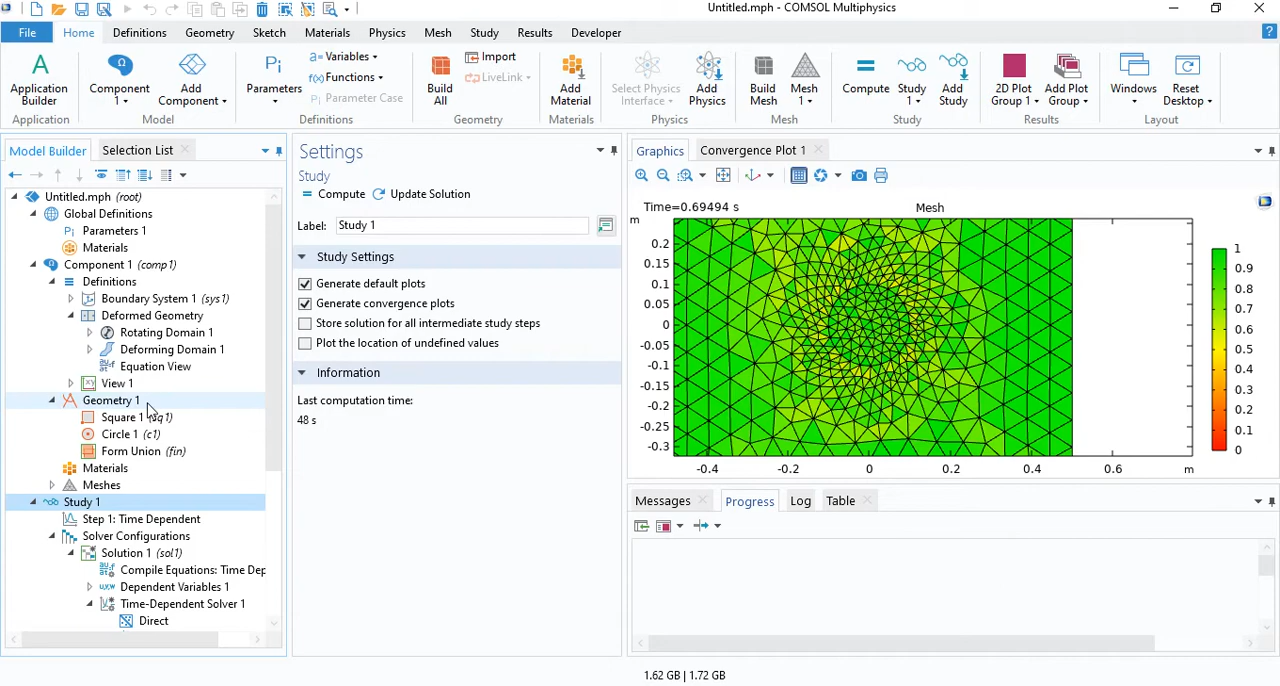 Untitled.mph - COMSOL Multiphysics
File Home Definitions Geometry Sketch Materials Physics Mesh Study Results Developer
Application Builder
Application
Component 1
Add Component
Model
Pi
Parameters
a= Variables
f(x) Functions
Pi Parameter Case
Definitions
Build All
Import
LiveLink
Geometry
Add Material
Materials
Select Physics Interface
Add Physics
Physics
Build Mesh
Mesh 1
Mesh
Compute
Study 1
Add Study
Study
2D Plot Group 1
Add Plot Group
Results
Windows
Reset Desktop
Layout
Model Builder
Selection List
Untitled.mph (root)
Global Definitions
Pi Parameters 1
Materials
Component 1 (comp1)
Definitions
Boundary System 1 (sys1)
Deformed Geometry
Rotating Domain 1
Deforming Domain 1
Equation View
View 1
Geometry 1
Square 1 (sq1)
Circle 1 (c1)
Form Union (fin)
Materials
Meshes
Study 1
Step 1: Time Dependent
Solver Configurations
Solution 1 (sol1)
Compile Equations: Time Dep
Dependent Variables 1
Time-Dependent Solver 1
Direct
Settings
Study
= Compute Update Solution
Label: Study 1
Study Settings
Generate default plots
Generate convergence plots
Store solution for all intermediate study steps
Plot the location of undefined values
Information
Last computation time:
48 s
Graphics
Convergence Plot 1
Time=0.69494 s Mesh
m
0.2
0.15
0.1
0.05
0
-0.05
-0.1
-0.15
-0.2
-0.25
-0.3
-0.4 -0.2 0 0.2 0.4 0.6 m
1
0.9
0.8
0.7
0.6
0.5
0.4
0.3
0.2
0.1
0
Messages Progress Log Table
1.62 GB | 1.72 GB